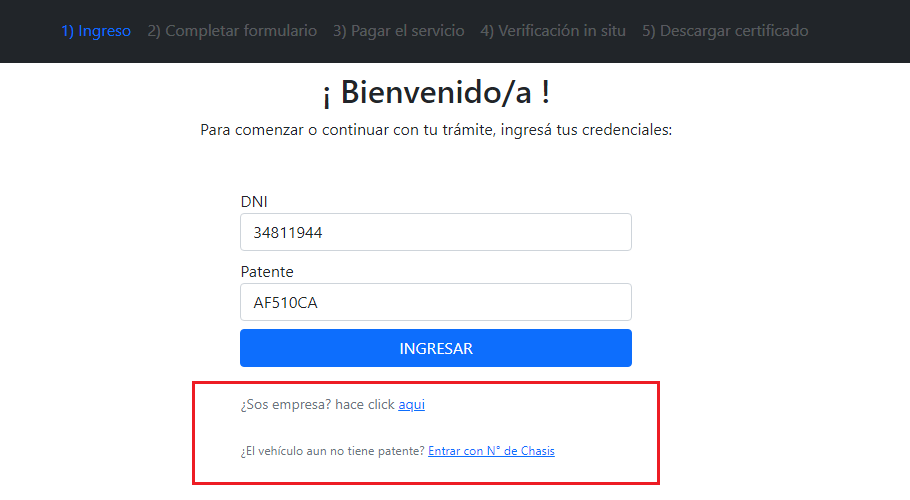 1) Ingreso 2) Completar formulario 3) Pagar el servicio 4) Verificación in situ 5) Descargar certificado
¡ Bienvenido/a !
Para comenzar o continuar con tu trámite, ingresá tus credenciales:
DNI
34811944
Patente
AF510CA
INGRESAR
¿Sos empresa? hace click aqui
¿El vehículo aun no tiene patente? Entrar con N° de Chasis